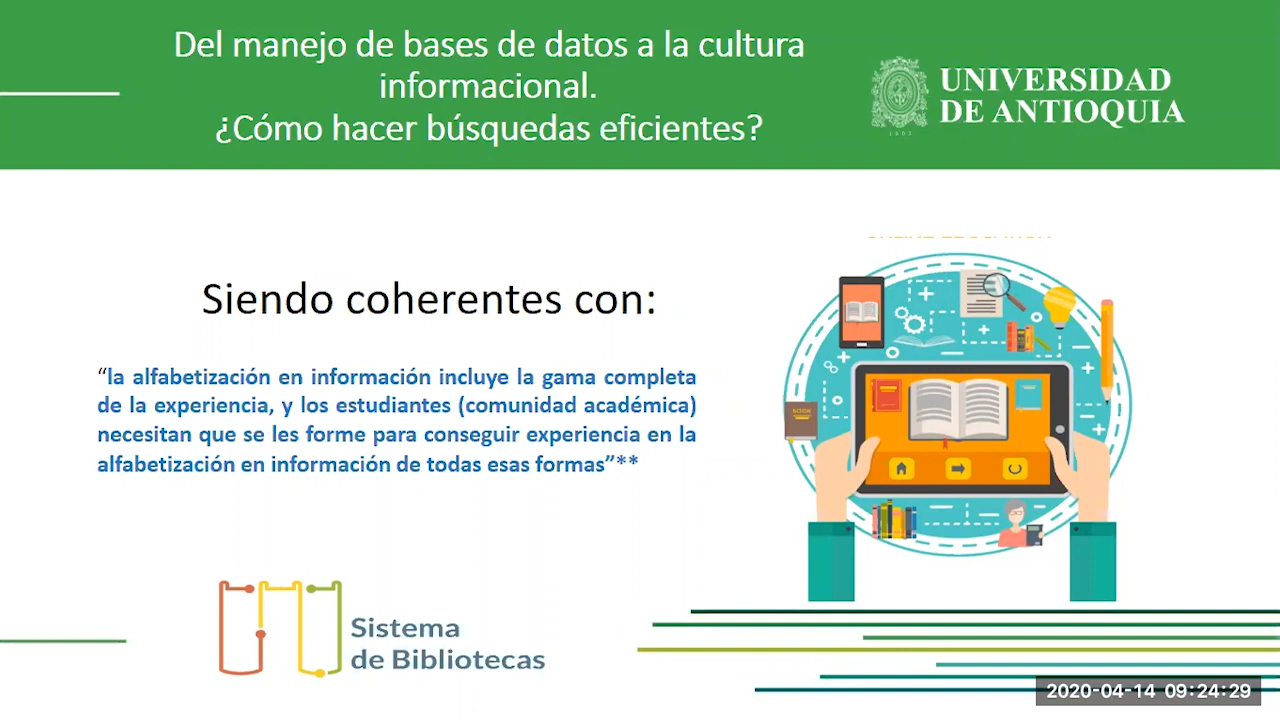 Del manejo de bases de datos a la cultura
informacional.
¿Cómo hacer búsquedas eficientes?
UNIVERSIDAD
DE ANTIOQUIA
1803
Siendo coherentes con:
“la alfabetización en información incluye la gama completa
de la experiencia, y los estudiantes (comunidad académica)
necesitan que se les forme para conseguir experiencia en la
alfabetización en información de todas esas formas”**
BOOK
Sistema
de Bibliotecas
2020-04-14 09:24:29